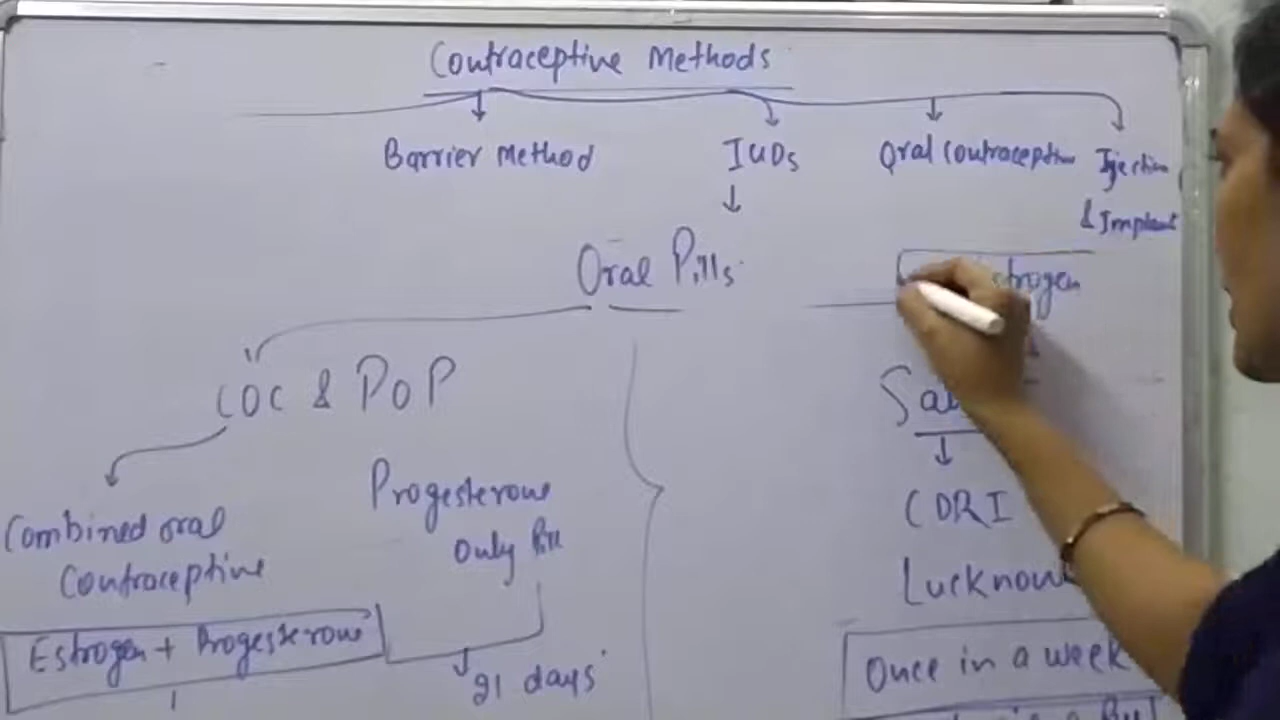 Contraceptive Methods
Barrier Method
IUDs
Oral Contraceptive
Injection
& Implant
Oral Pills
COC & POP
Combined oral
Contraceptive
Estrogen + Progesterone
Progesterone
Only Pill
21 days
CDRI
Lucknow
Once in a week